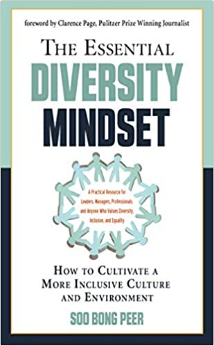 foreword by Clarence Page, Pulitzer Prize Winning Journalist
THE ESSENTIAL
DIVERSITY
MINDSET
A Practical Resource for
Leaders, Managers, Professionals,
and Anyone Who Values Diversity,
Inclusion, and Equality
HOW TO CULTIVATE A
MORE INCLUSIVE CULTURE
AND ENVIRONMENT
SOO BONG PEER